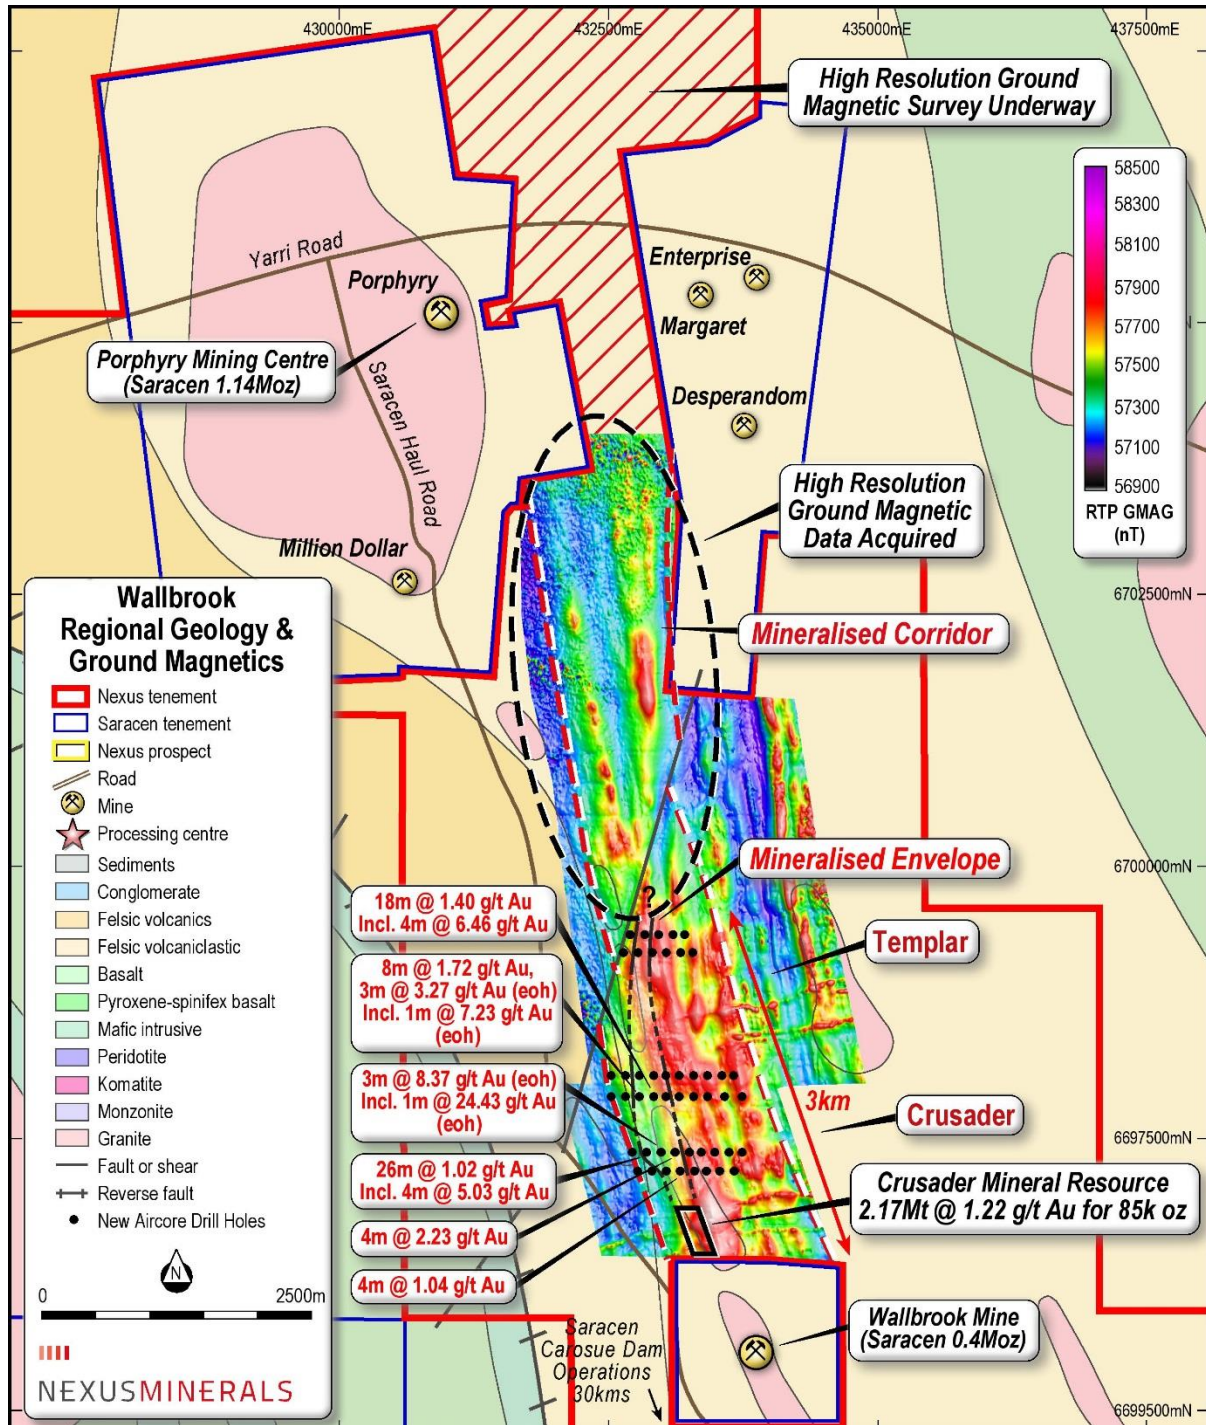 430000mE
432500mE
435000mE
437500mE
High Resolution Ground
Magnetic Survey Underway
58500
58300
58100
57900
57700
57500
57300
57100
56900
RTP GMAG
(nT)
Yarri Road
Enterprise
Porphyry
Margaret
Porphyry Mining Centre
(Saracen 1.14Moz)
Saracen Haul Road
Desperandom
High Resolution
Ground Magnetic
Data Acquired
Million Dollar
6702500mN
Mineralised Corridor
Wallbrook
Regional Geology &
Ground Magnetics
Nexus tenement
Saracen tenement
Nexus prospect
Road
Mine
Processing centre
Sediments
Conglomerate
Felsic volcanics
Felsic volcaniclastic
Basalt
Pyroxene-spinifex basalt
Mafic intrusive
Peridotite
Komatite
Monzonite
Granite
Fault or shear
Reverse fault
New Aircore Drill Holes
N
0 2500m
NEXUSMINERALS
Mineralised Envelope
6700000mN
?
18m @ 1.40 g/t Au
Incl. 4m @ 6.46 g/t Au
Templar
8m @ 1.72 g/t Au,
3m @ 3.27 g/t Au (eoh)
Incl. 1m @ 7.23 g/t Au
(eoh)
3m @ 8.37 g/t Au (eoh)
Incl. 1m @ 24.43 g/t Au
(eoh)
3km
Crusader
6697500mN
26m @ 1.02 g/t Au
Incl. 4m @ 5.03 g/t Au
Crusader Mineral Resource
2.17Mt @ 1.22 g/t Au for 85k oz
4m @ 2.23 g/t Au
4m @ 1.04 g/t Au
Wallbrook Mine
(Saracen 0.4Moz)
Saracen
Carosue Dam
Operations
30kms
6699500mN